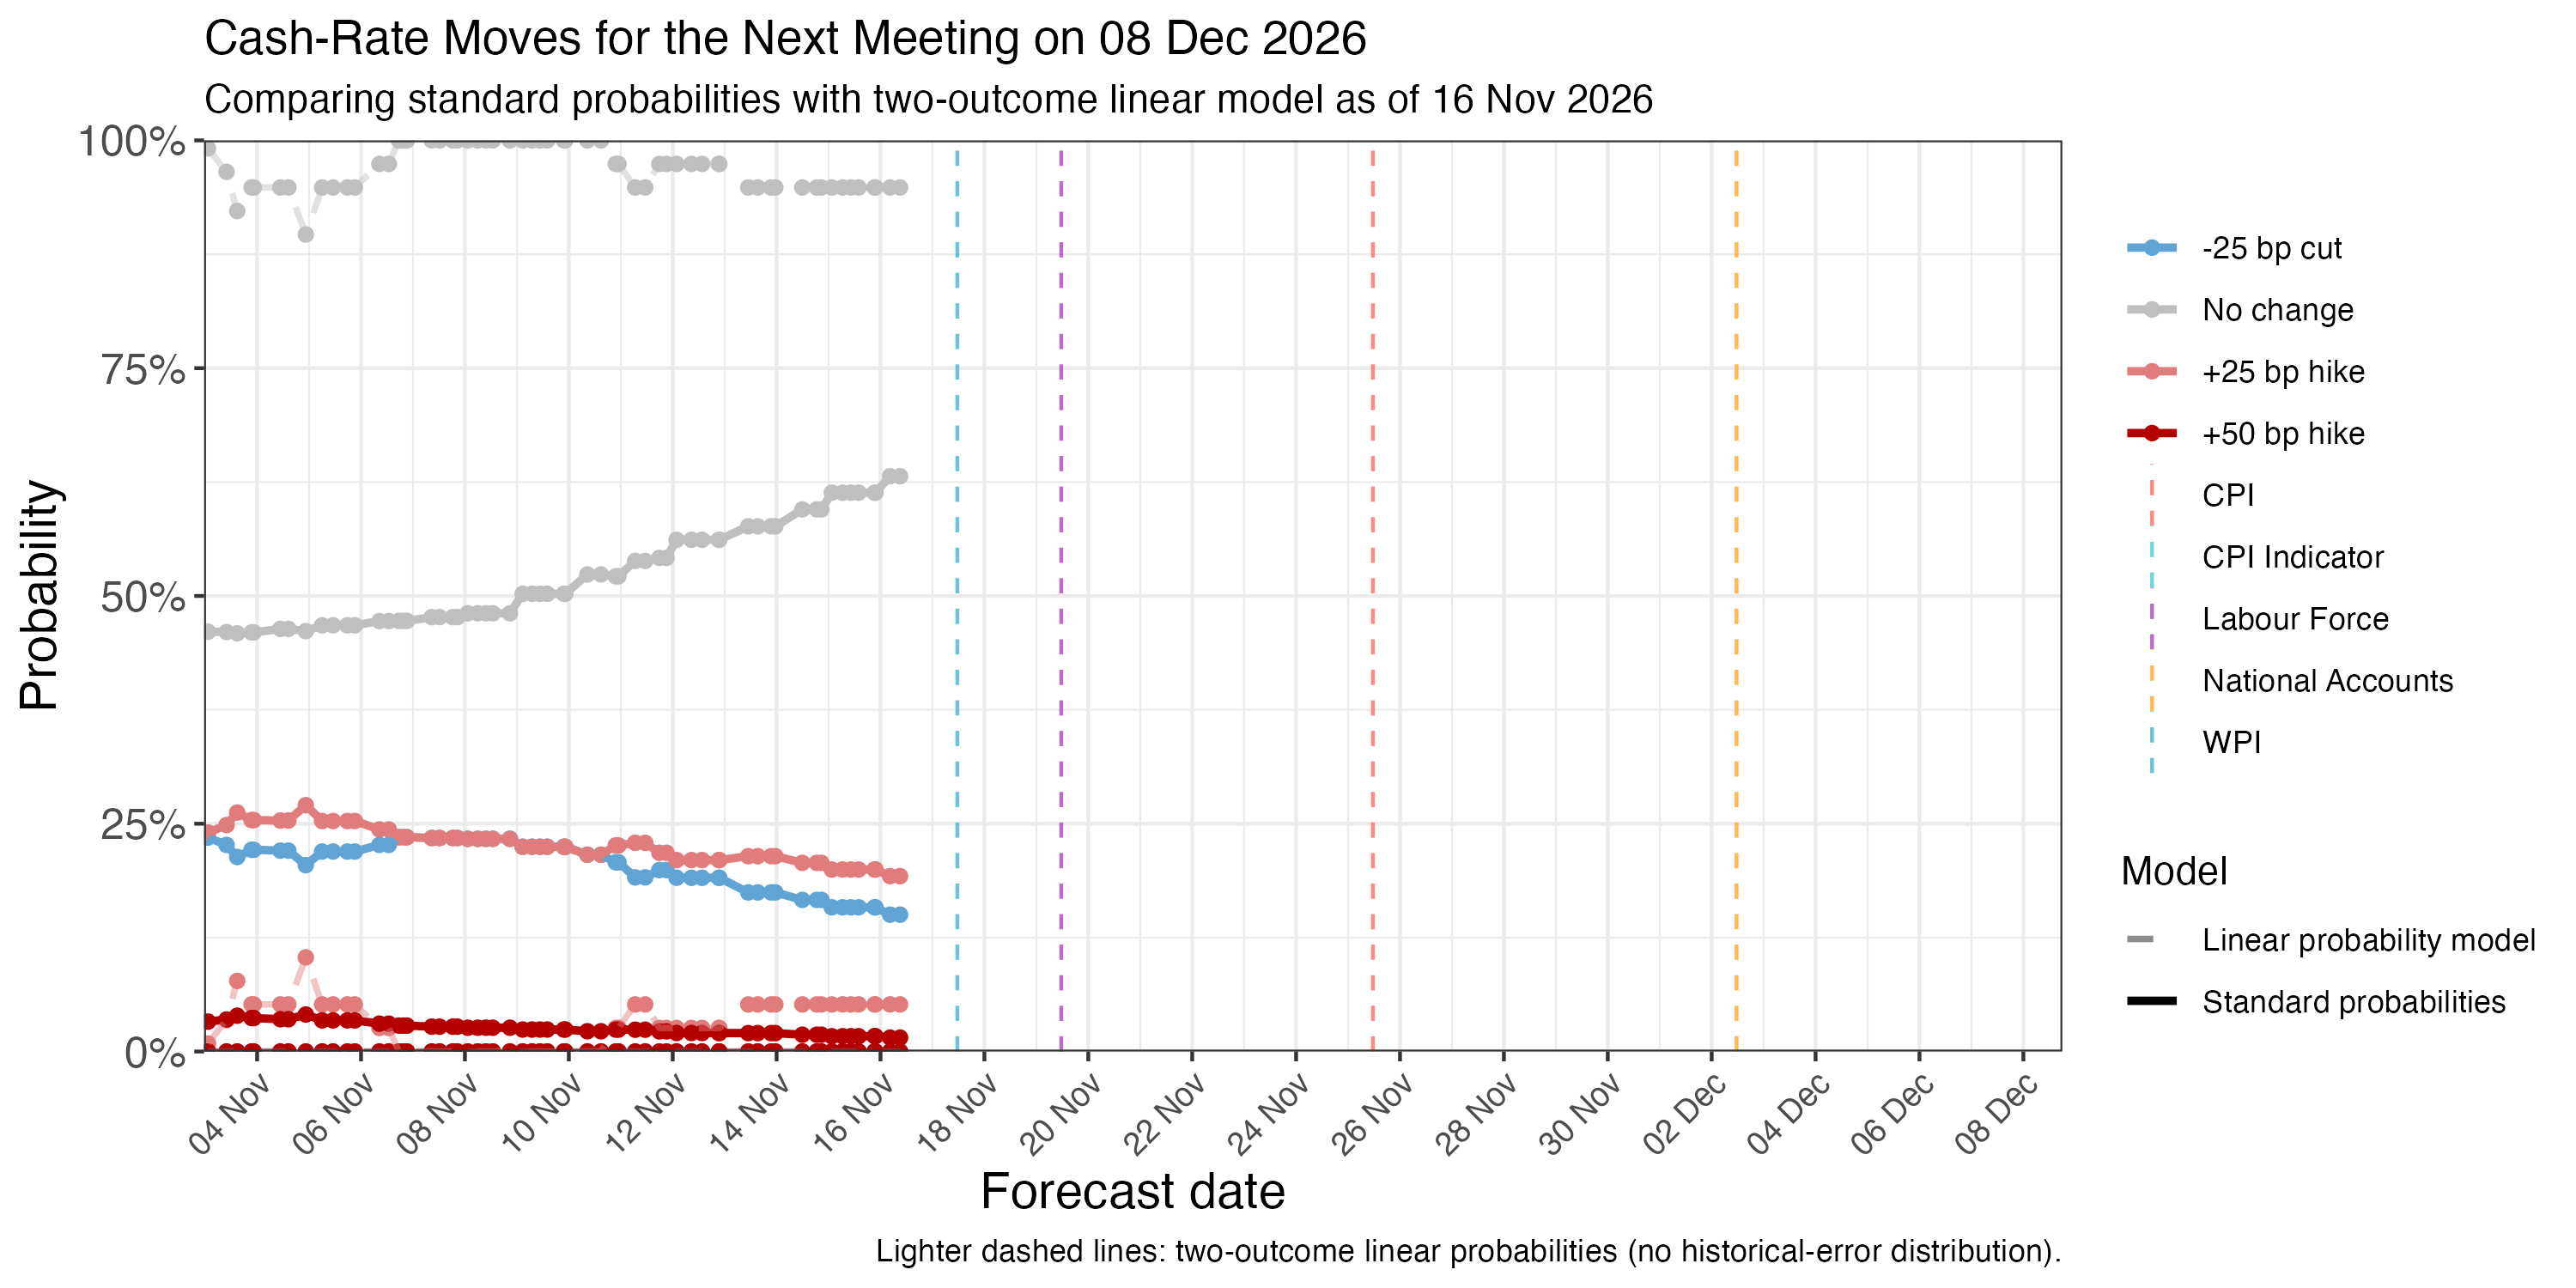 Cash-Rate Moves for the Next Meeting on 08 Dec 2026
Comparing standard probabilities with two-outcome linear model as of 16 Nov 2026
Probability
100%
75%
50%
25%
0%
04 Nov
06 Nov
08 Nov
10 Nov
12 Nov
14 Nov
16 Nov
18 Nov
20 Nov
22 Nov
24 Nov
26 Nov
28 Nov
30 Nov
02 Dec
04 Dec
06 Dec
08 Dec
Forecast date
-25 bp cut
No change
+25 bp hike
+50 bp hike
CPI
CPI Indicator
Labour Force
National Accounts
WPI
Model
Linear probability model
Standard probabilities
Lighter dashed lines: two-outcome linear probabilities (no historical-error distribution).